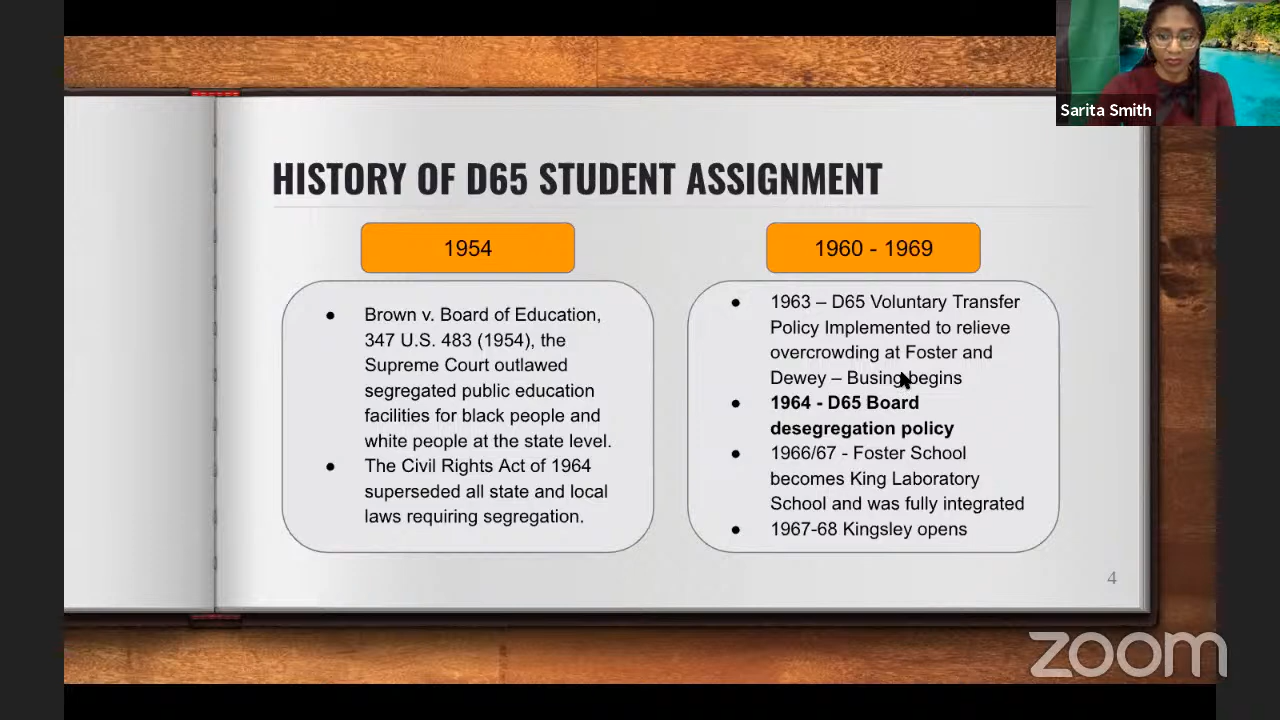 Sarita Smith
HISTORY OF D65 STUDENT ASSIGNMENT
1954
● Brown v. Board of Education,
347 U.S. 483 (1954), the
Supreme Court outlawed
segregated public education
facilities for black people and
white people at the state level.
● The Civil Rights Act of 1964
superseded all state and local
laws requiring segregation.
1960 - 1969
● 1963 – D65 Voluntary Transfer
Policy Implemented to relieve
overcrowding at Foster and
Dewey – Busing begins
● 1964 - D65 Board
desegregation policy
● 1966/67 - Foster School
becomes King Laboratory
School and was fully integrated
● 1967-68 Kingsley opens
4
zoom